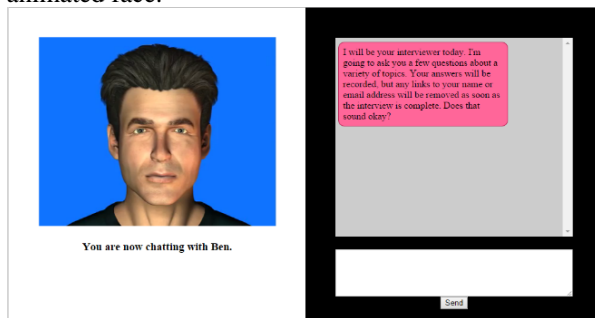 animated face.
I will be your interviewer today. I'm
going to ask you a few questions about a
variety of topics. Your answers will be
recorded, but any links to your name or
email address will be removed as soon as
the interview is complete. Does that
sound okay?
You are now chatting with Ben.
Send